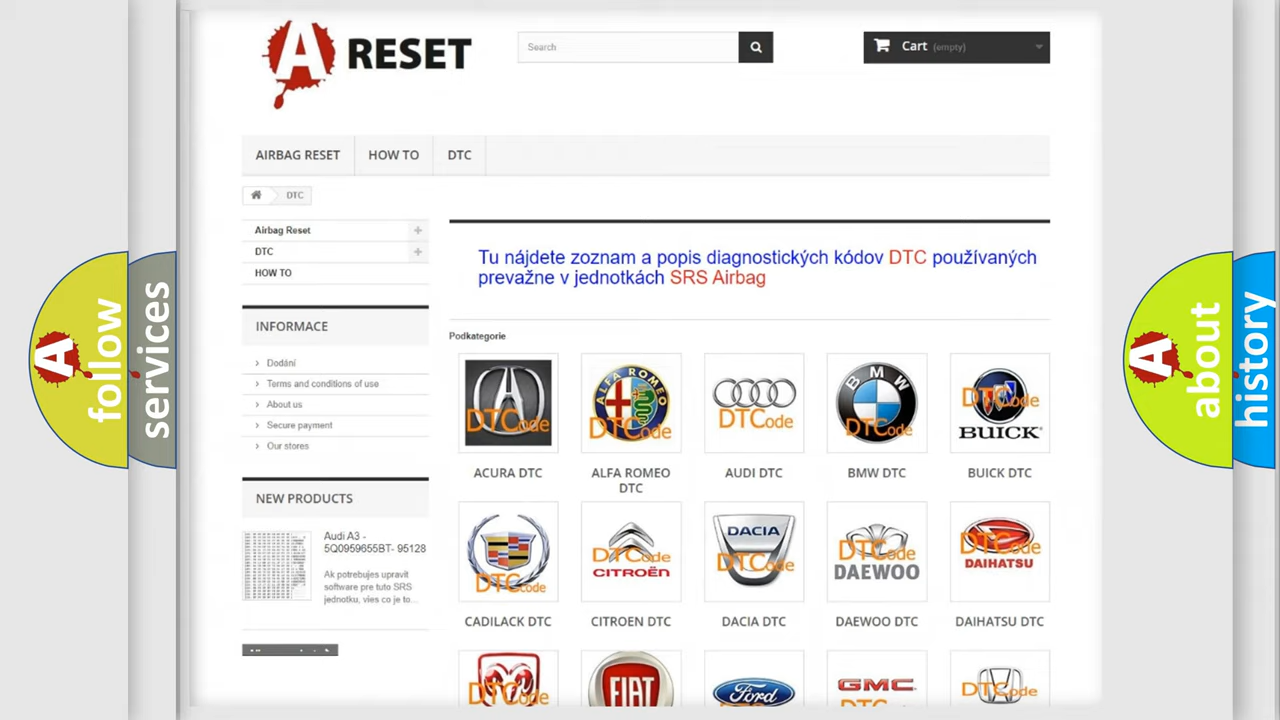 A RESET
Search
Cart (empty)
AIRBAG RESET
HOW TO
DTC
DTC
Airbag Reset
DTC
HOW TO
Tu nájdete zoznam a popis diagnostických kódov DTC používaných
prevažne v jednotkách SRS Airbag
INFORMACE
Dodání
Terms and conditions of use
About us
Secure payment
Our stores
NEW PRODUCTS
Audi A3 -
5Q0959655BT- 95128
Ak potrebujes upravit
software pre tuto SRS
jednotku, vies co je to...
Podkategorie
DTCode
ALFA ROMEO
DTCode
DTCode
BMW
DTCode
DTCode
BUICK
ACURA DTC
ALFA ROMEO
DTC
AUDI DTC
BMW DTC
BUICK DTC
DTCode
DTCode
CITROËN
DACIA
DTCode
DTCode
DAEWOO
DTCode
DAIHATSU
CADILACK DTC
CITROEN DTC
DACIA DTC
DAEWOO DTC
DAIHATSU DTC
DTCode
FIAT
Ford
GMC
DTCode
A follow
services
A about
history